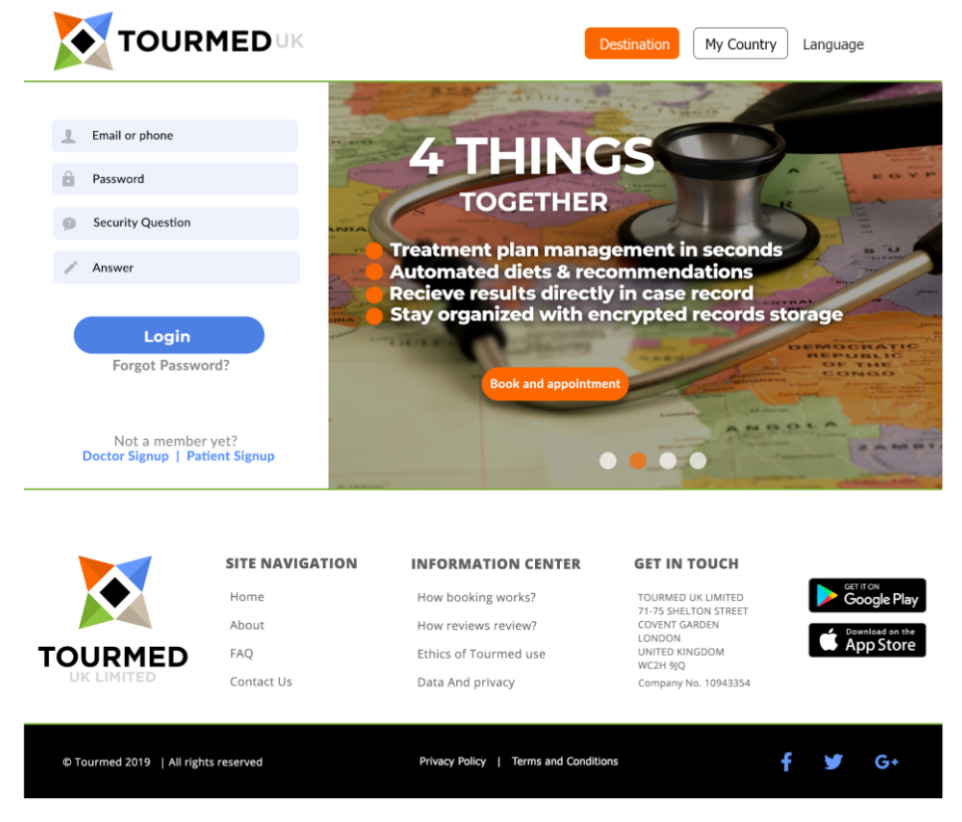 TOURMED UK
Destination
My Country
Language
Email or phone
Password
Security Question
Answer
Login
Forgot Password?
Not a member yet?
Doctor Signup | Patient Signup
4 THINGS
TOGETHER
Treatment plan management in seconds
Automated diets & recommendations
Recieve results directly in case record
Stay organized with encrypted records storage
Book and appointment
EGYP
DEMOCRATIC
REPUBLIC
OF THE
CONGO
ANGOLA
ZAMBI
TOURMED
UK LIMITED
SITE NAVIGATION
Home
About
FAQ
Contact Us
INFORMATION CENTER
How booking works?
How reviews review?
Ethics of Tourmed use
Data And privacy
GET IN TOUCH
TOURMED UK LIMITED
71-75 SHELTON STREET
COVENT GARDEN
LONDON
UNITED KINGDOM
WC2H 9JQ
Company No. 10943354
GET IT ON
Google Play
Download on the
App Store
© Tourmed 2019 | All rights reserved
Privacy Policy | Terms and Conditions
f
G+